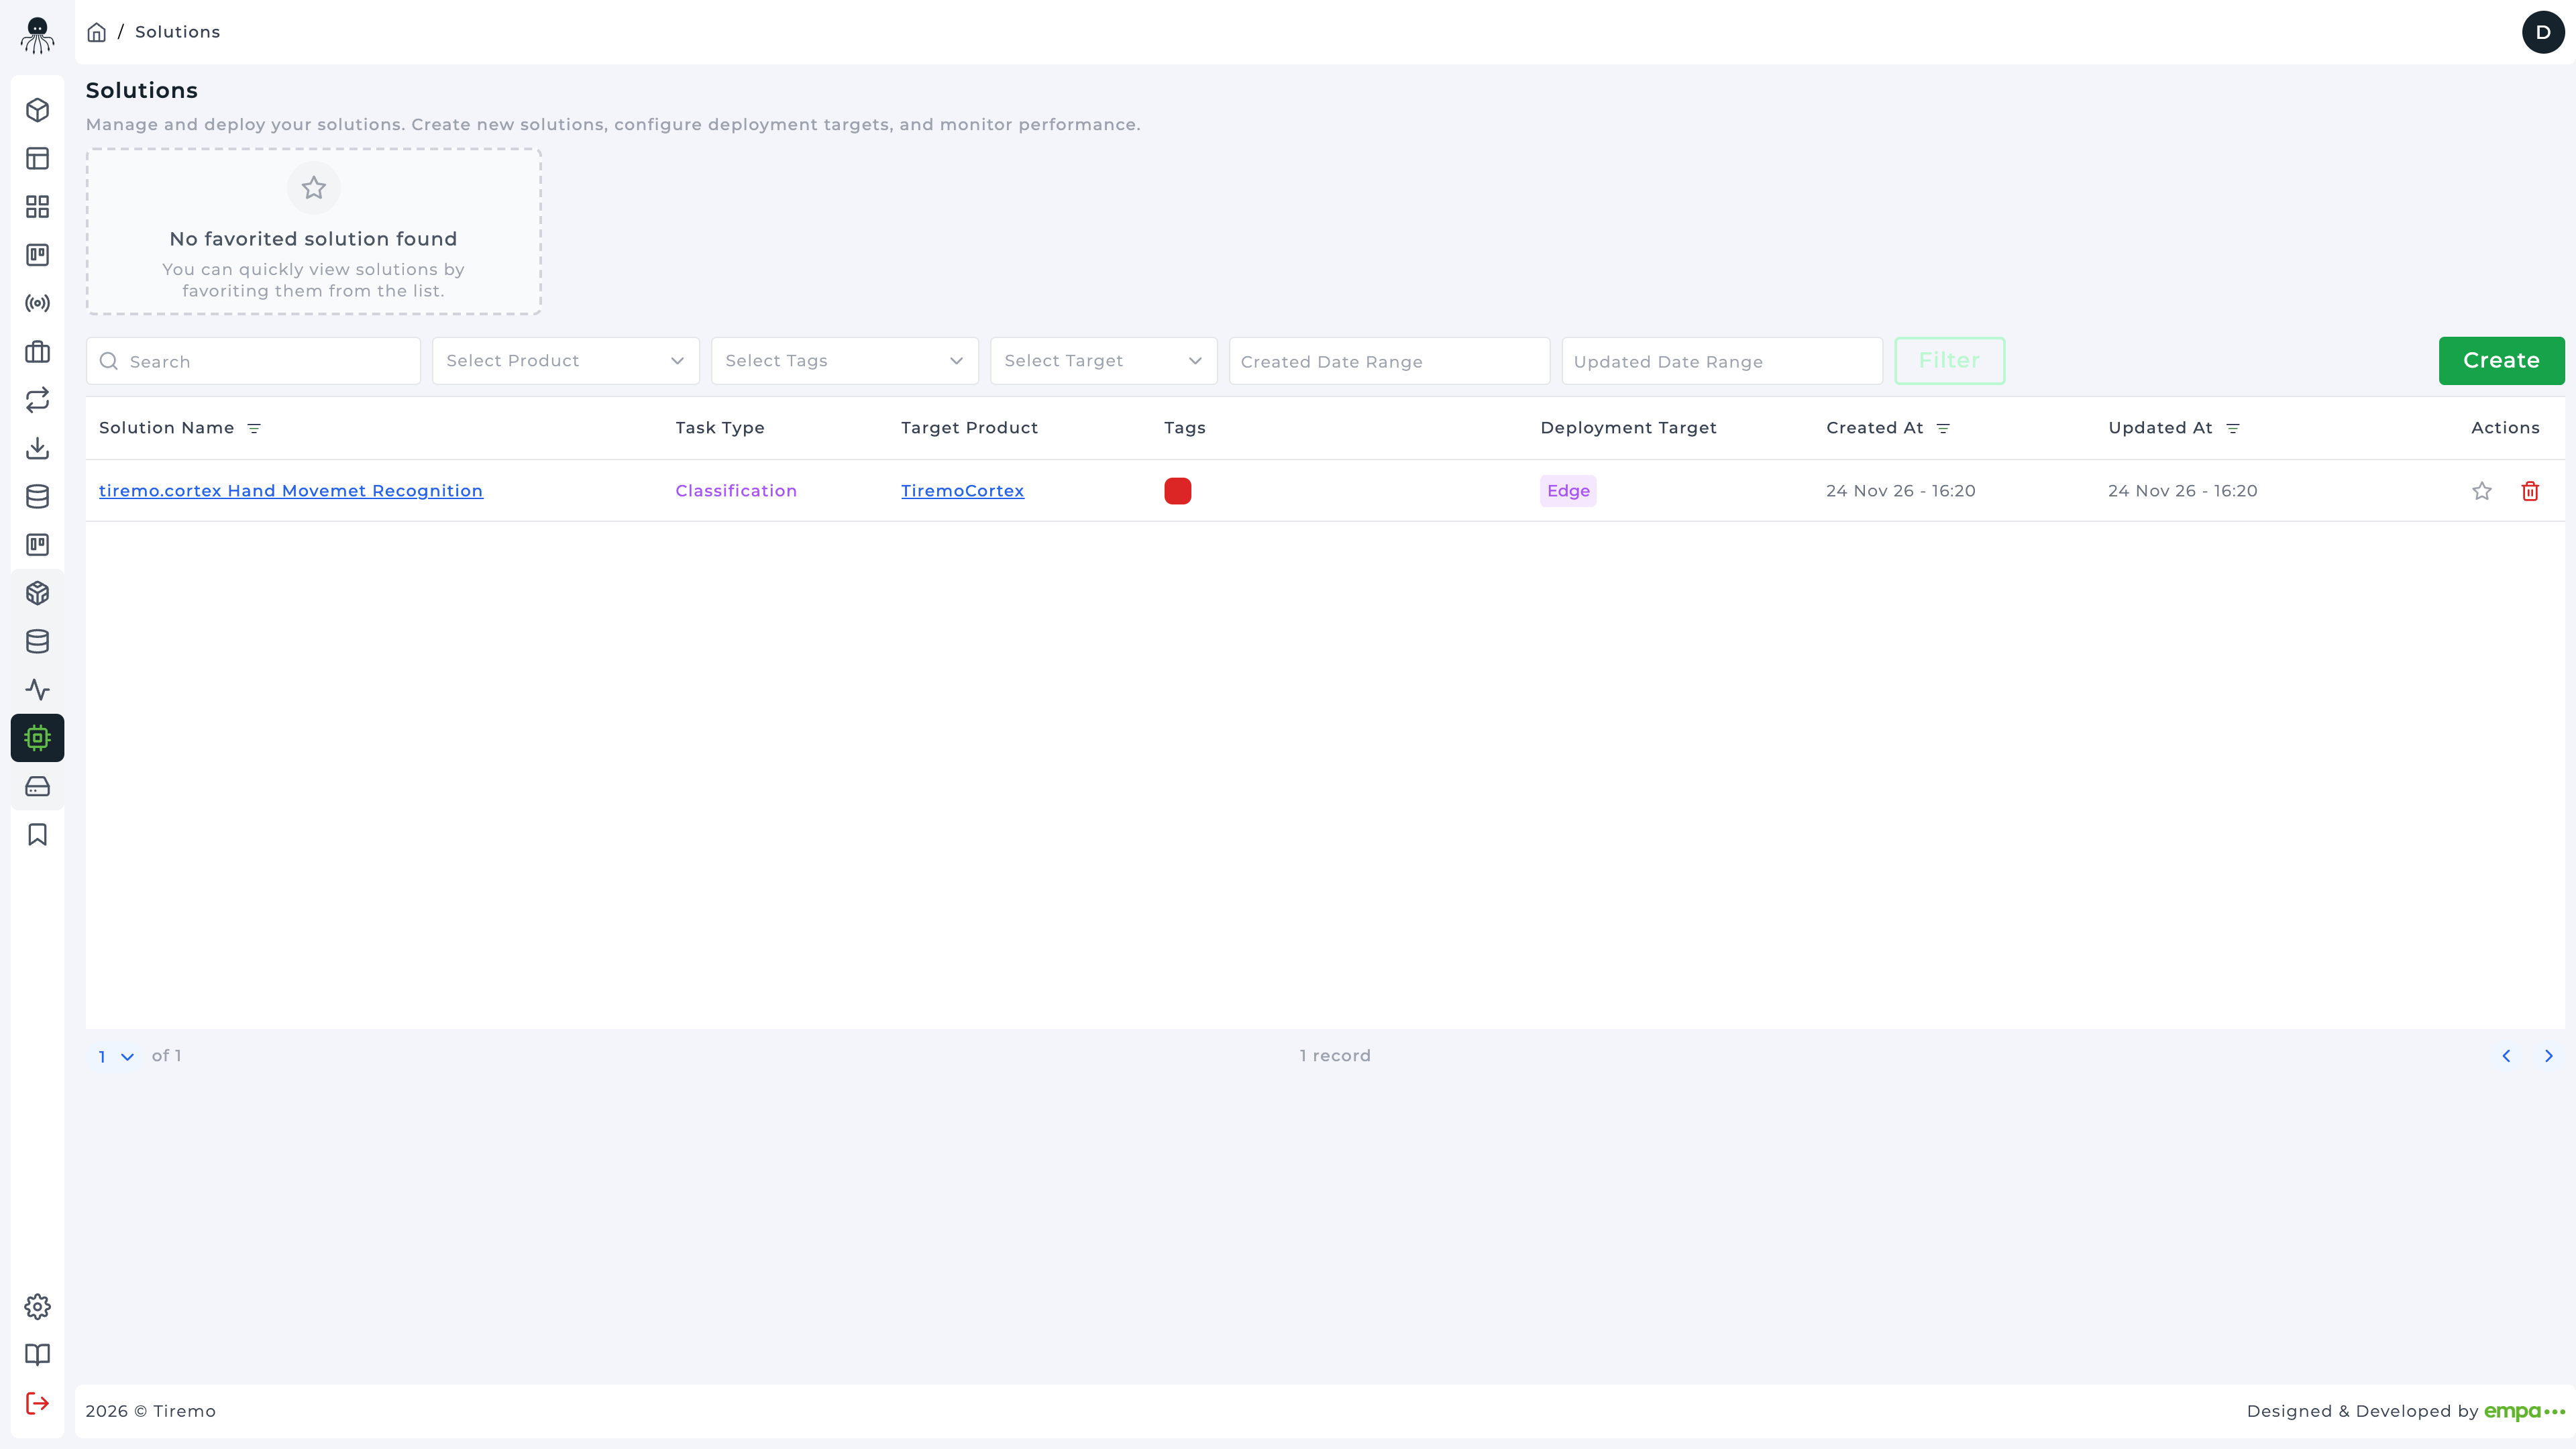 / Solutions
D
Solutions
Manage and deploy your solutions. Create new solutions, configure deployment targets, and monitor performance.
No favorited solution found
You can quickly view solutions by
favoriting them from the list.
Search Select Product Select Tags Select Target Created Date Range Updated Date Range Filter Create
Solution Name Task Type Target Product Tags Deployment Target Created At Updated At Actions
tiremo.cortex Hand Movemet Recognition Classification TiremoCortex Edge 24 Nov 26 - 16:20 24 Nov 26 - 16:20
1 of 1 1 record
2026 © Tiremo Designed & Developed by empa